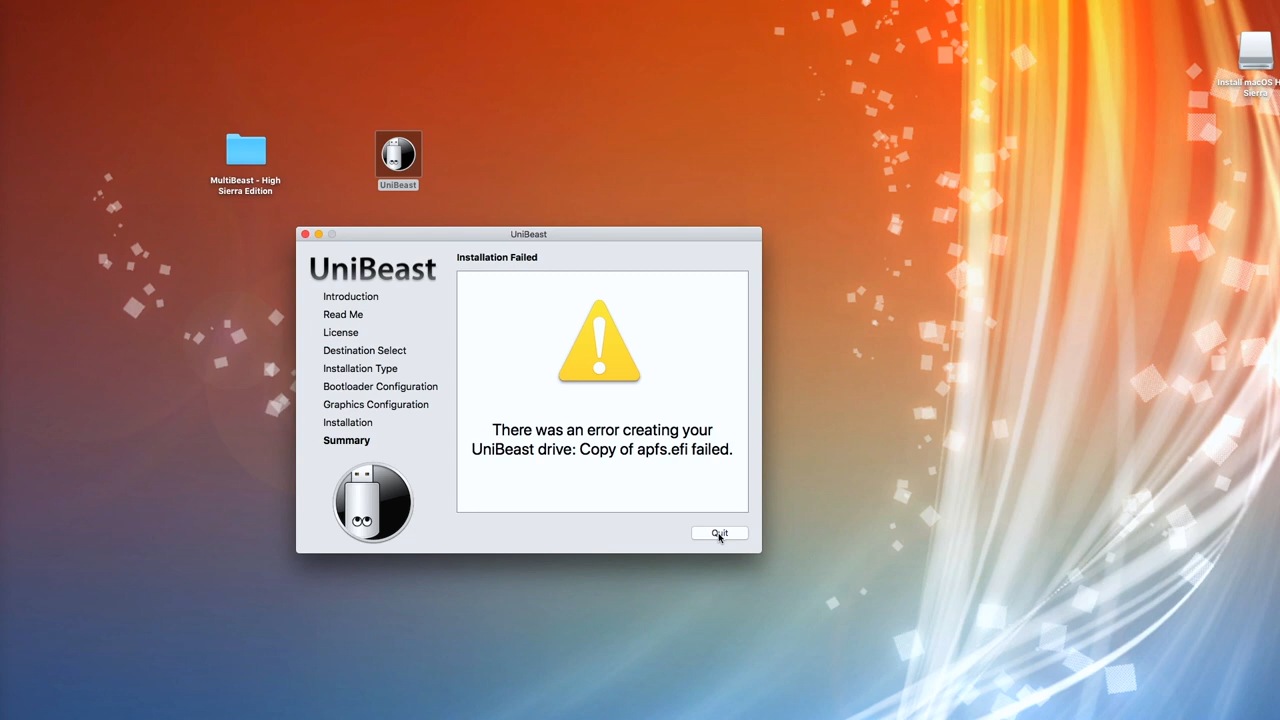 Install macOS H
Sierra
MultiBeast - High
Sierra Edition
UniBeast
UniBeast
UniBeast
Introduction
Read Me
License
Destination Select
Installation Type
Bootloader Configuration
Graphics Configuration
Installation
Summary
Installation Failed
There was an error creating your
UniBeast drive: Copy of apfs.efi failed.
Quit